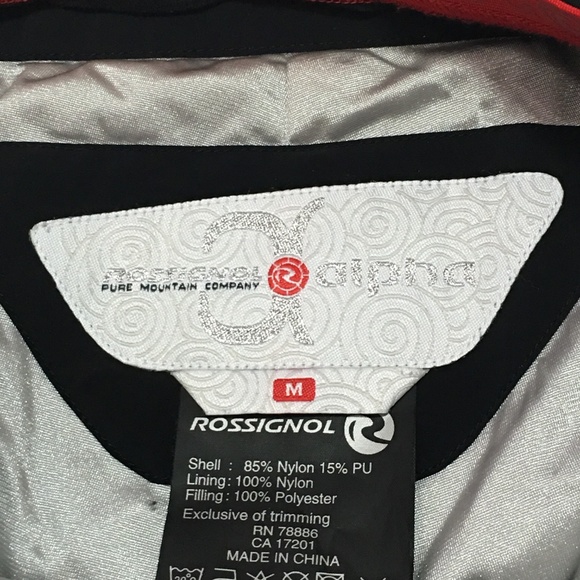 ROSSIGNOL R alpha
PURE MOUNTAIN COMPANY
M
ROSSIGNOL R
Shell : 85% Nylon 15% PU
Lining: 100% Nylon
Filling: 100% Polyester
Exclusive of trimming
RN 78886
CA 17201
MADE IN CHINA